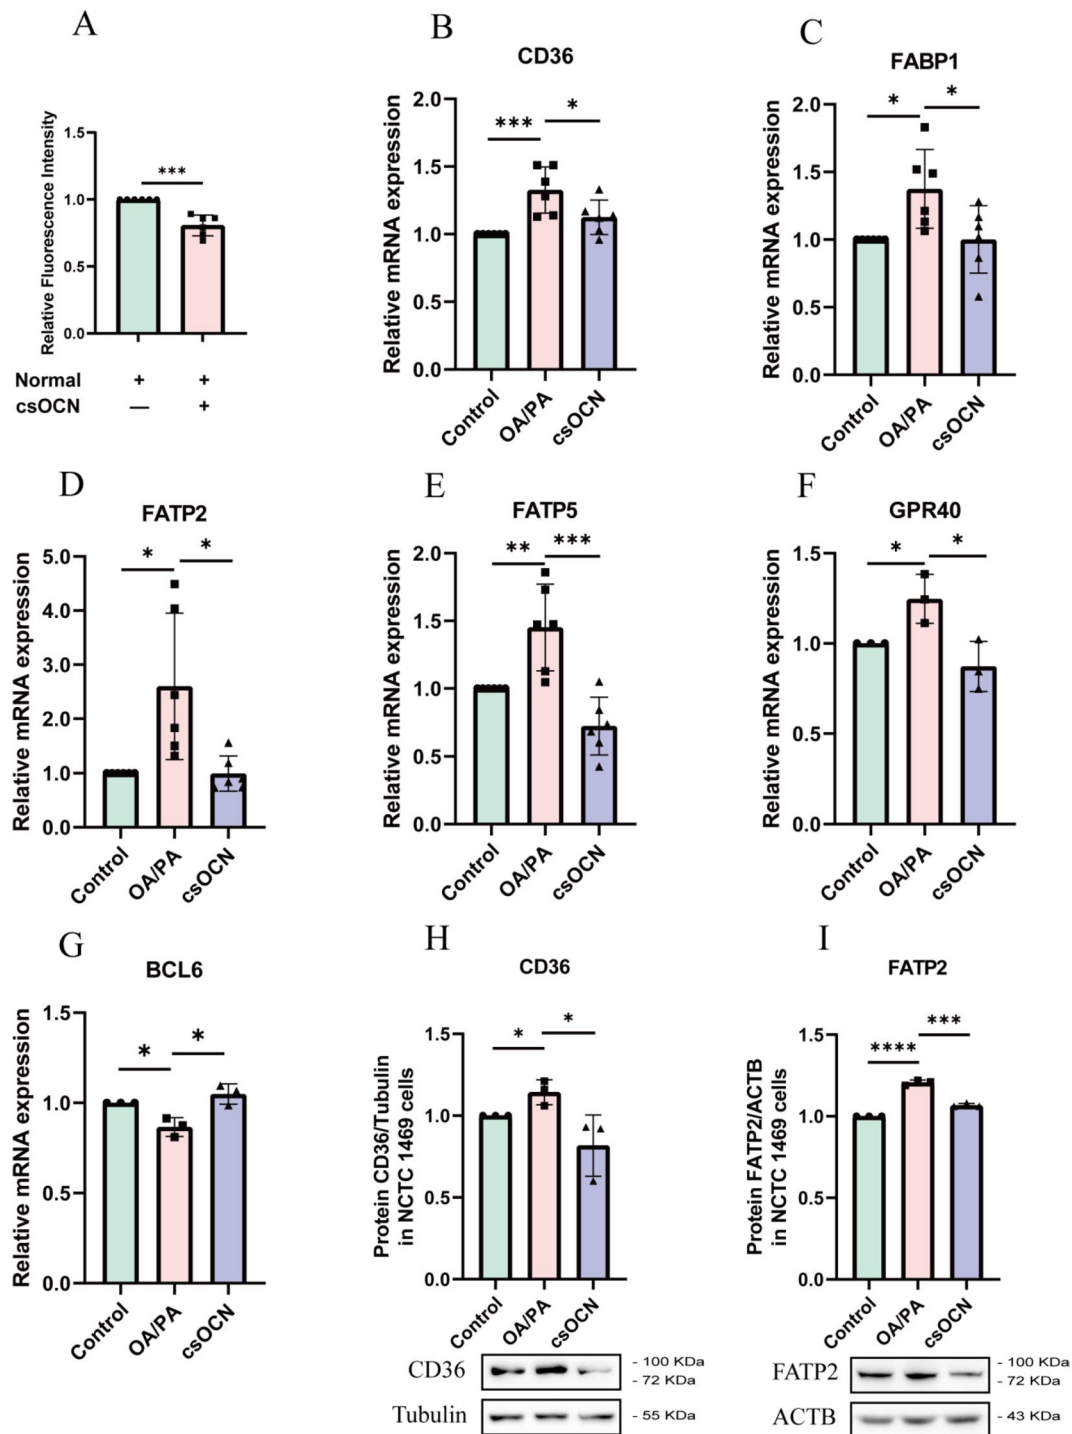 A
Relative Fluorescence Intensity
1.5
1.0
0.5
0.0
***
Normal + +
csOCN — +
B
CD36
Relative mRNA expression
2.0
1.5
1.0
0.5
0.0
***
*
Control
OA/PA
csOCN
C
FABP1
Relative mRNA expression
2.0
1.5
1.0
0.5
0.0
*
*
Control
OA/PA
csOCN
D
FATP2
Relative mRNA expression
5.0
4.0
3.0
2.0
1.0
0.0
*
*
Control
OA/PA
csOCN
E
FATP5
Relative mRNA expression
2.0
1.5
1.0
0.5
0.0
**
***
Control
OA/PA
csOCN
F
GPR40
Relative mRNA expression
1.5
1.0
0.5
0.0
*
*
Control
OA/PA
csOCN
G
BCL6
Relative mRNA expression
1.5
1.0
0.5
0.0
*
*
Control
OA/PA
csOCN
H
CD36
Protein CD36/Tubulin
in NCTC 1469 cells
1.5
1.0
0.5
0.0
*
*
Control
OA/PA
csOCN
CD36
- 100 KDa
- 72 KDa
Tubulin
- 55 KDa
I
FATP2
Protein FATP2/ACTB
in NCTC 1469 cells
1.5
1.0
0.5
0.0
****
***
Control
OA/PA
csOCN
FATP2
- 100 KDa
- 72 KDa
ACTB
- 43 KDa